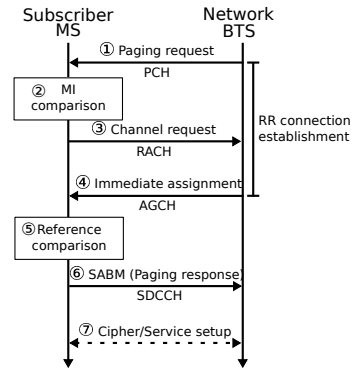 Subscriber
MS
Network
BTS
① Paging request
PCH
② MI
comparison
③ Channel request
RACH
RR connection
establishment
④ Immediate assignment
AGCH
⑤Reference
comparison
⑥ SABM (Paging response)
SDCCH
⑦ Cipher/Service setup